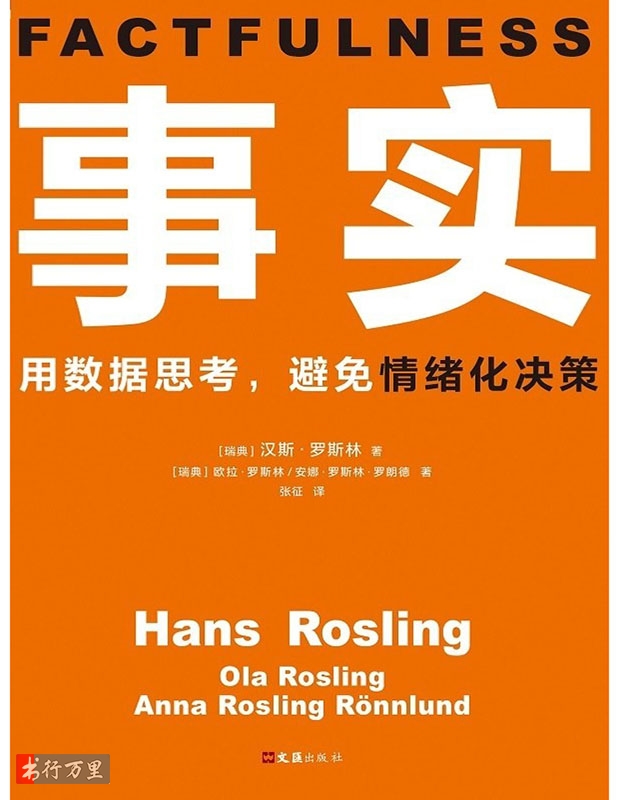 FACTFULNESS
事实
用数据思考，避免情绪化决策
[瑞典] 汉斯·罗斯林 著
[瑞典] 欧拉·罗斯林/安娜·罗斯林·罗朗德 著
张征 译
Hans Rosling
Ola Rosling
Anna Rosling Rönnlund
文匯出版社
书行万里